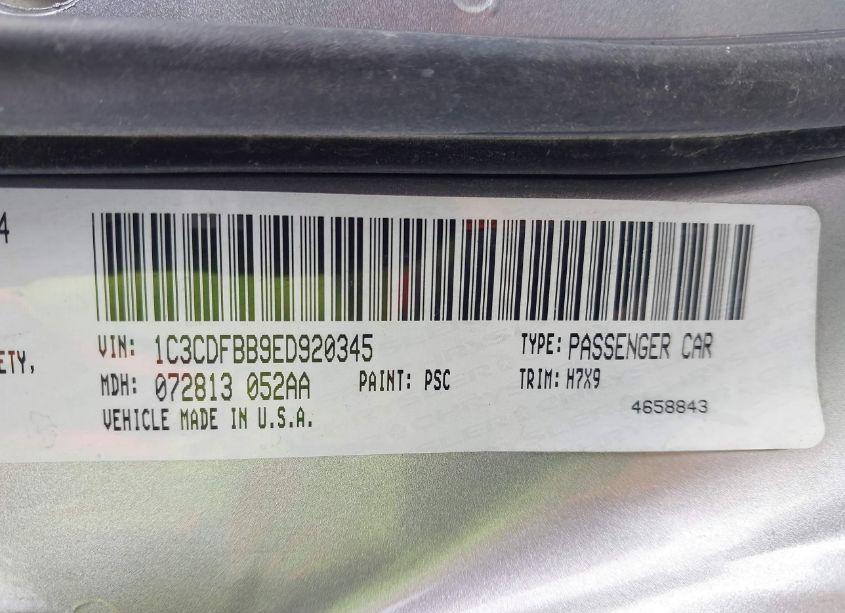 4
VIN: 1C3CDFBB9ED920345 TYPE: PASSENGER CAR
ETY,
MDH: 072813 052AA PAINT: PSC TRIM: H7X9
VEHICLE MADE IN U.S.A. 4658843